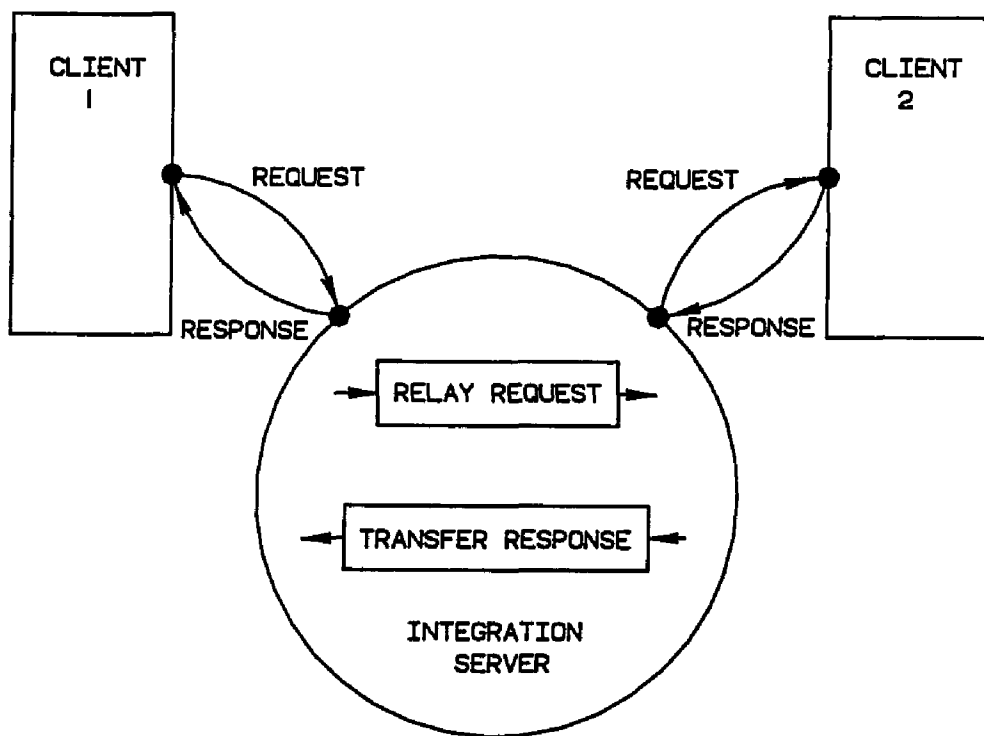 CLIENT
1
CLIENT
2
REQUEST
REQUEST
RESPONSE
RESPONSE
RELAY REQUEST
TRANSFER RESPONSE
INTEGRATION
SERVER